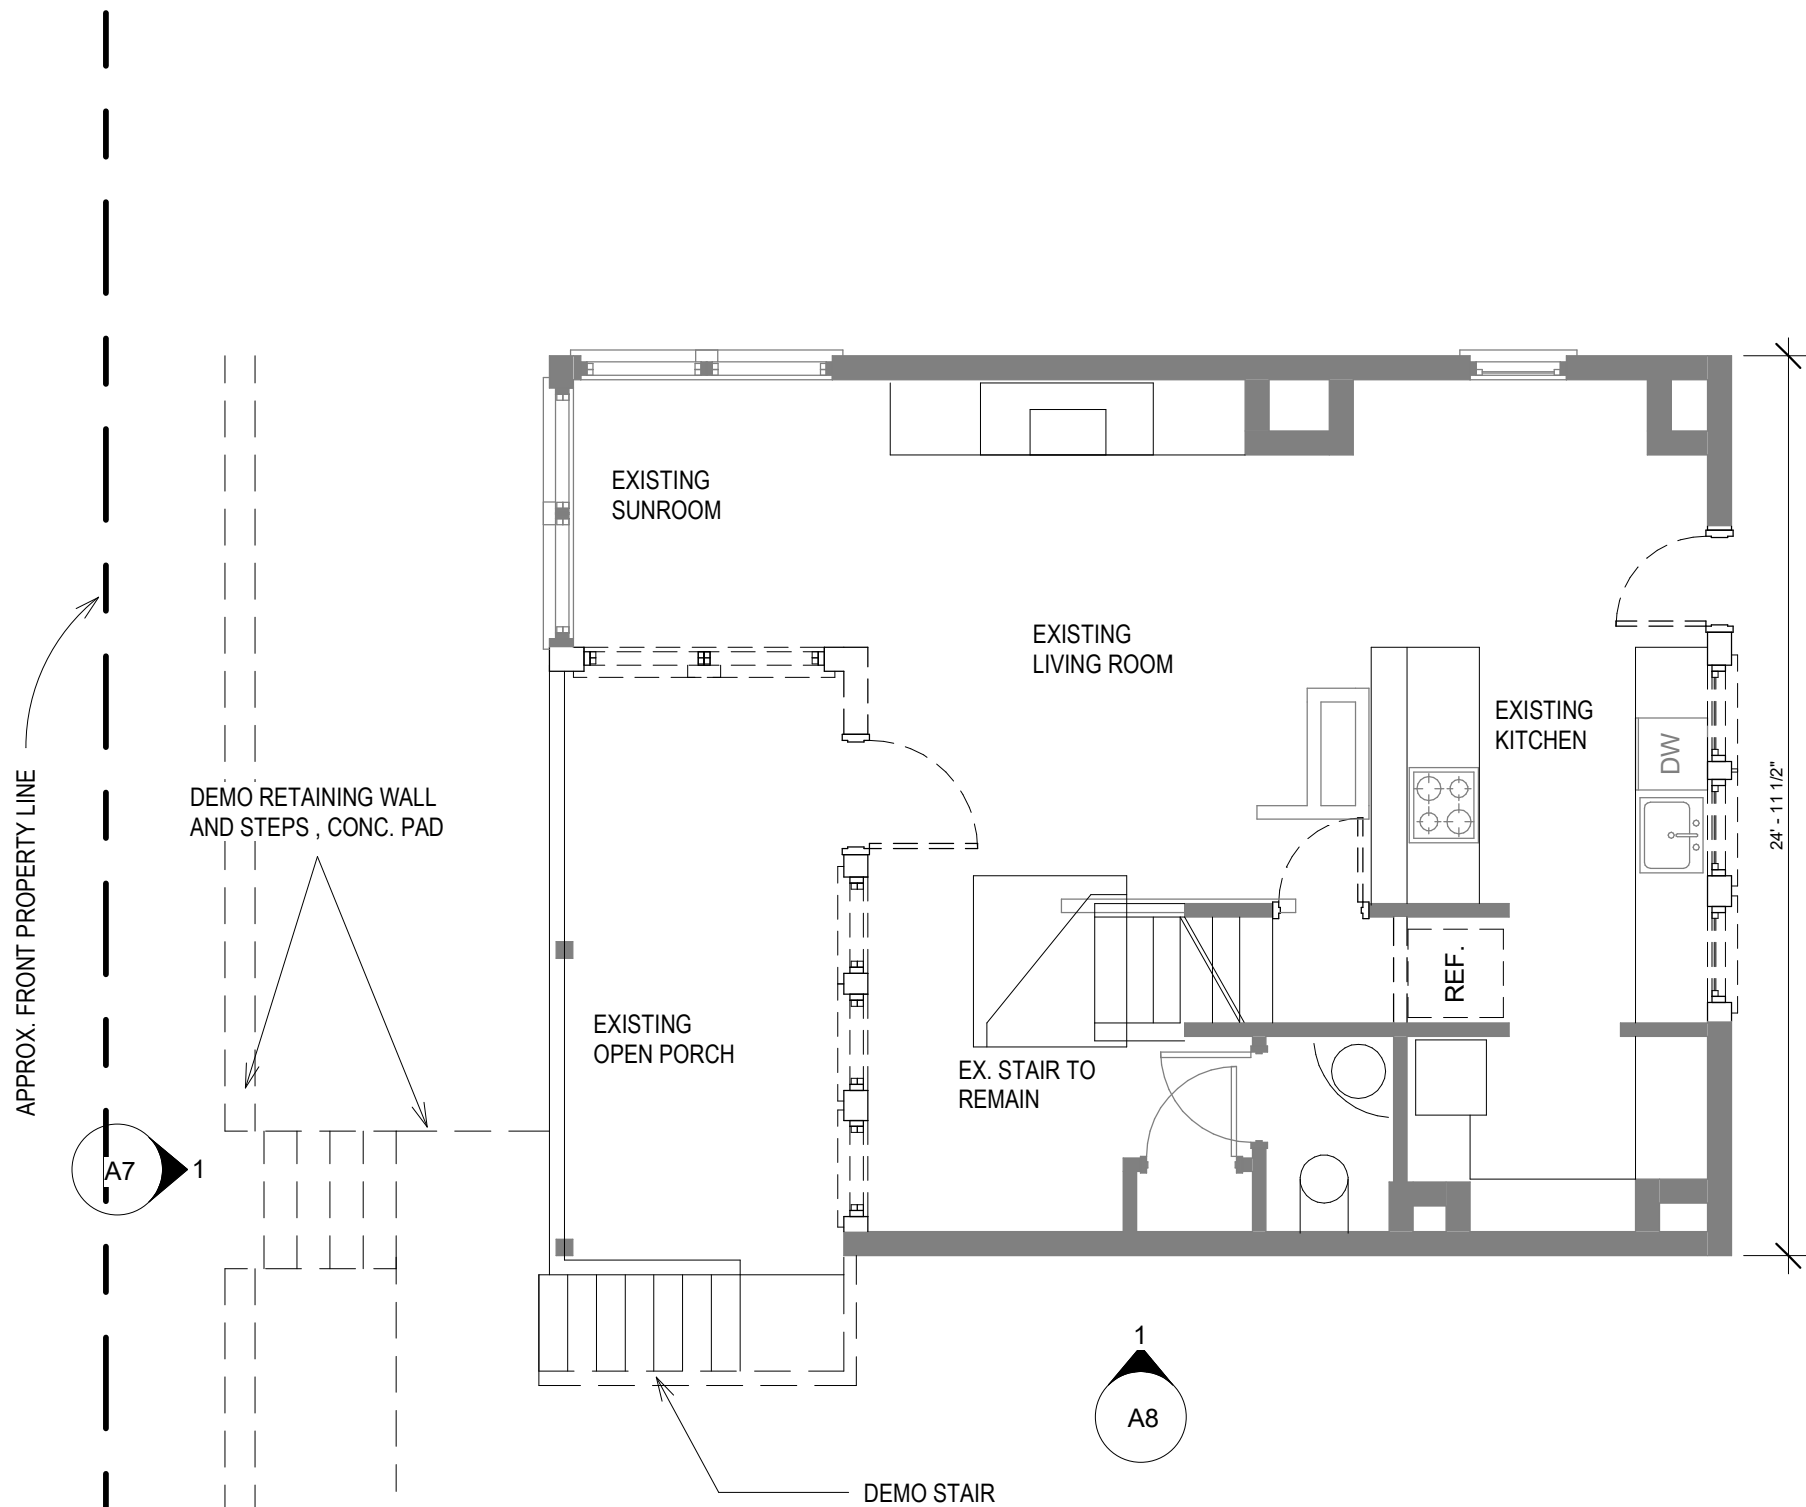 EXISTING
SUNROOM
EXISTING
LIVING ROOM
EXISTING
KITCHEN
DW
24' - 11 1/2"
APPROX. FRONT PROPERTY LINE
DEMO RETAINING WALL
AND STEPS , CONC. PAD
REF.
EXISTING
OPEN PORCH
EX. STAIR TO
REMAIN
A7
1
1
A8
DEMO STAIR